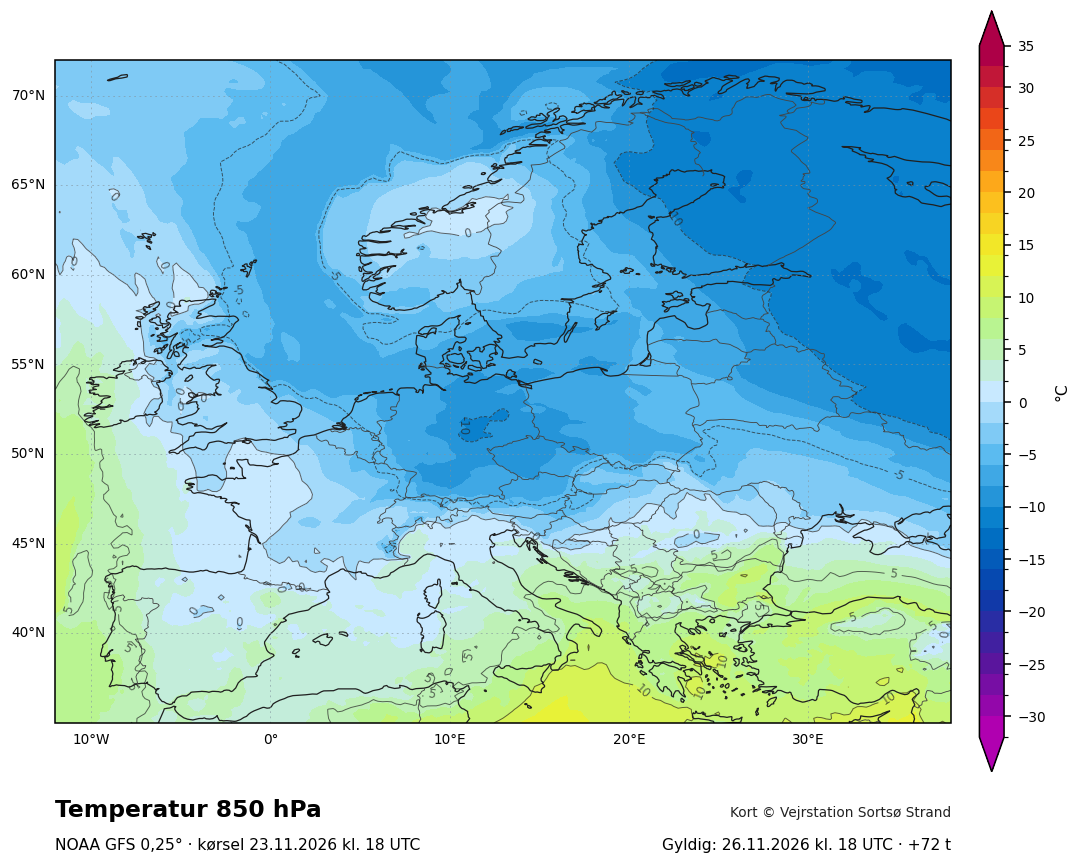 35
30
25
20
15
10
5
0
−5
−10
−15
−20
−25
−30
°C
70°N
65°N
60°N
55°N
50°N
45°N
40°N
10°W
0°
10°E
20°E
30°E
Temperatur 850 hPa
Kort © Vejrstation Sortsø Strand
NOAA GFS 0,25° · kørsel 23.11.2026 kl. 18 UTC
Gyldig: 26.11.2026 kl. 18 UTC · +72 t